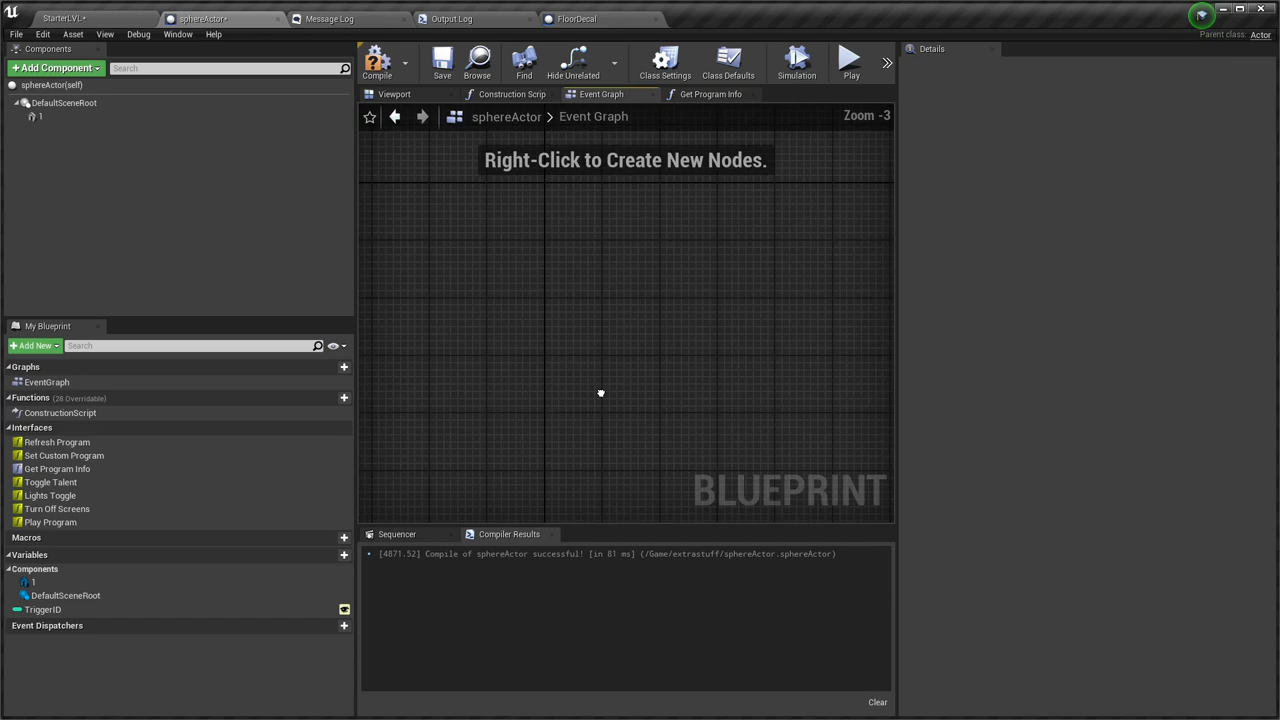 StarterLVL•
sphereActor•
Message Log
Output Log
FloorDecal
File Edit Asset View Debug Window Help
Parent class: Actor
Components
+ Add Component
Search
sphereActor(self)
DefaultSceneRoot
1
Compile
Save
Browse
Find
Hide Unrelated
Class Settings
Class Defaults
Simulation
Play
Details
Viewport
Construction Scrip
Event Graph
Get Program Info
sphereActor > Event Graph
Zoom -3
Right-Click to Create New Nodes.
BLUEPRINT
My Blueprint
+ Add New
Search
Graphs
EventGraph
Functions (28 Overridable)
ConstructionScript
Interfaces
Refresh Program
Set Custom Program
Get Program Info
Toggle Talent
Lights Toggle
Turn Off Screens
Play Program
Macros
Variables
Components
1
DefaultSceneRoot
TriggerID
Event Dispatchers
Sequencer
Compiler Results
[4871.52] Compile of sphereActor successful! [in 81 ms] (/Game/extrastuff/sphereActor.sphereActor)
Clear